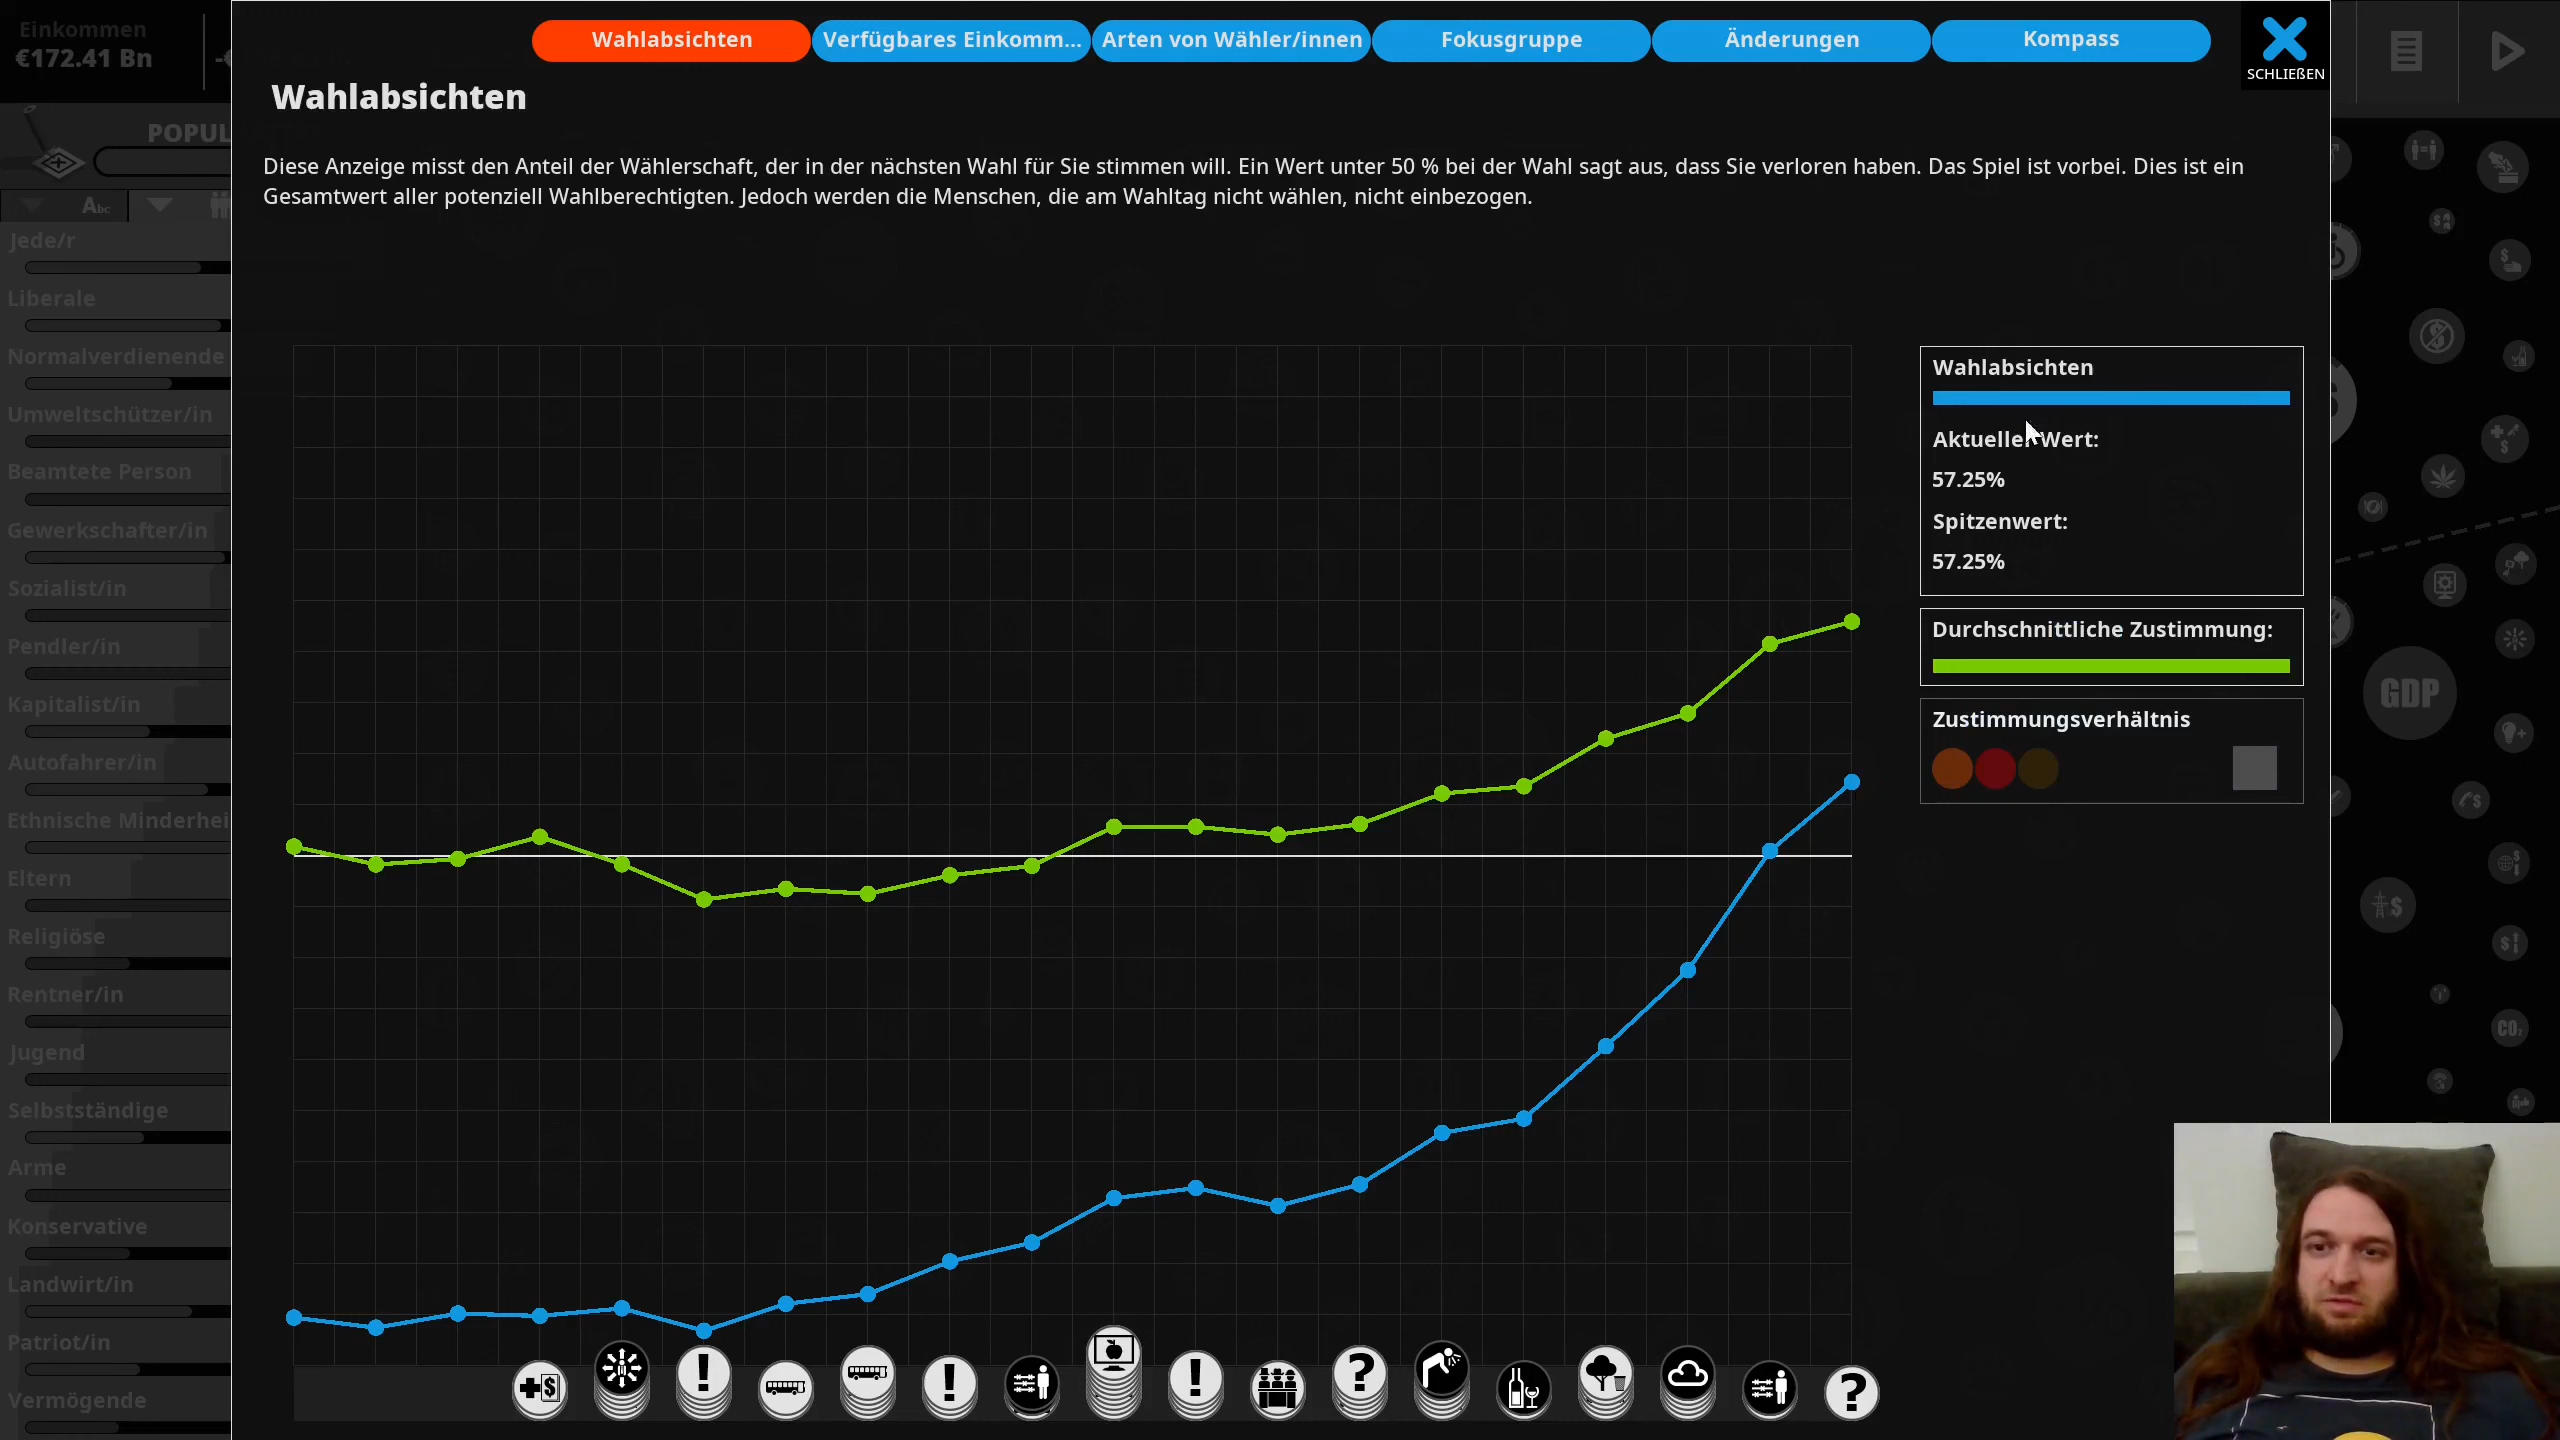 Einkommen
€172.41 Bn
Wahlabsichten
Verfügbares Einkomm...
Arten von Wähler/innen
Fokusgruppe
Änderungen
Kompass
SCHLIEßEN
Wahlabsichten
Diese Anzeige misst den Anteil der Wählerschaft, der in der nächsten Wahl für Sie stimmen will. Ein Wert unter 50 % bei der Wahl sagt aus, dass Sie verloren haben. Das Spiel ist vorbei. Dies ist ein
Gesamtwert aller potenziell Wahlberechtigten. Jedoch werden die Menschen, die am Wahltag nicht wählen, nicht einbezogen.
POPUL
Abc
Jede/r
Liberale
Normalverdienende
Umweltschützer/in
Beamtete Person
Gewerkschafter/in
Sozialist/in
Pendler/in
Kapitalist/in
Autofahrer/in
Ethnische Minderhei
Eltern
Religiöse
Rentner/in
Jugend
Selbstständige
Arme
Konservative
Landwirt/in
Patriot/in
Vermögende
Wahlabsichten
Aktueller Wert:
57.25%
Spitzenwert:
57.25%
Durchschnittliche Zustimmung:
Zustimmungsverhältnis
GDP
CO₂